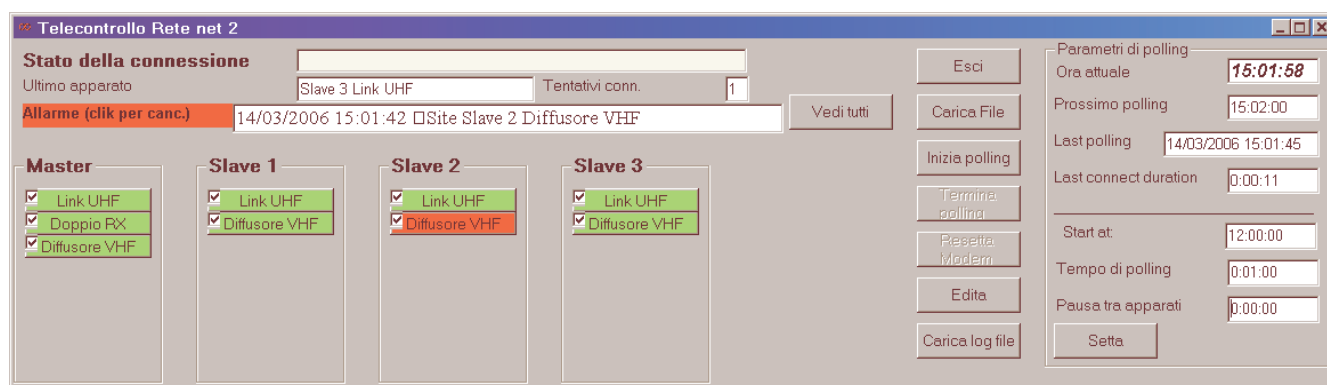 Telecontrollo Rete net 2
Stato della connessione
Ultimo apparato
Slave 3 Link UHF
Tentativi conn.
1
Allarme (clik per canc.)
14/03/2006 15:01:42 □Site Slave 2 Diffusore VHF
Vedi tutti
Master
Link UHF
Doppio RX
Diffusore VHF
Slave 1
Link UHF
Diffusore VHF
Slave 2
Link UHF
Diffusore VHF
Slave 3
Link UHF
Diffusore VHF
Esci
Carica File
Inizia polling
Termina
polling
Resetta
Modem
Edita
Carica log file
Parametri di polling
Ora attuale
15:01:58
Prossimo polling
15:02:00
Last polling
14/03/2006 15:01:45
Last connect duration
0:00:11
Start at:
12:00:00
Tempo di polling
0:01:00
Pausa tra apparati
0:00:00
Setta